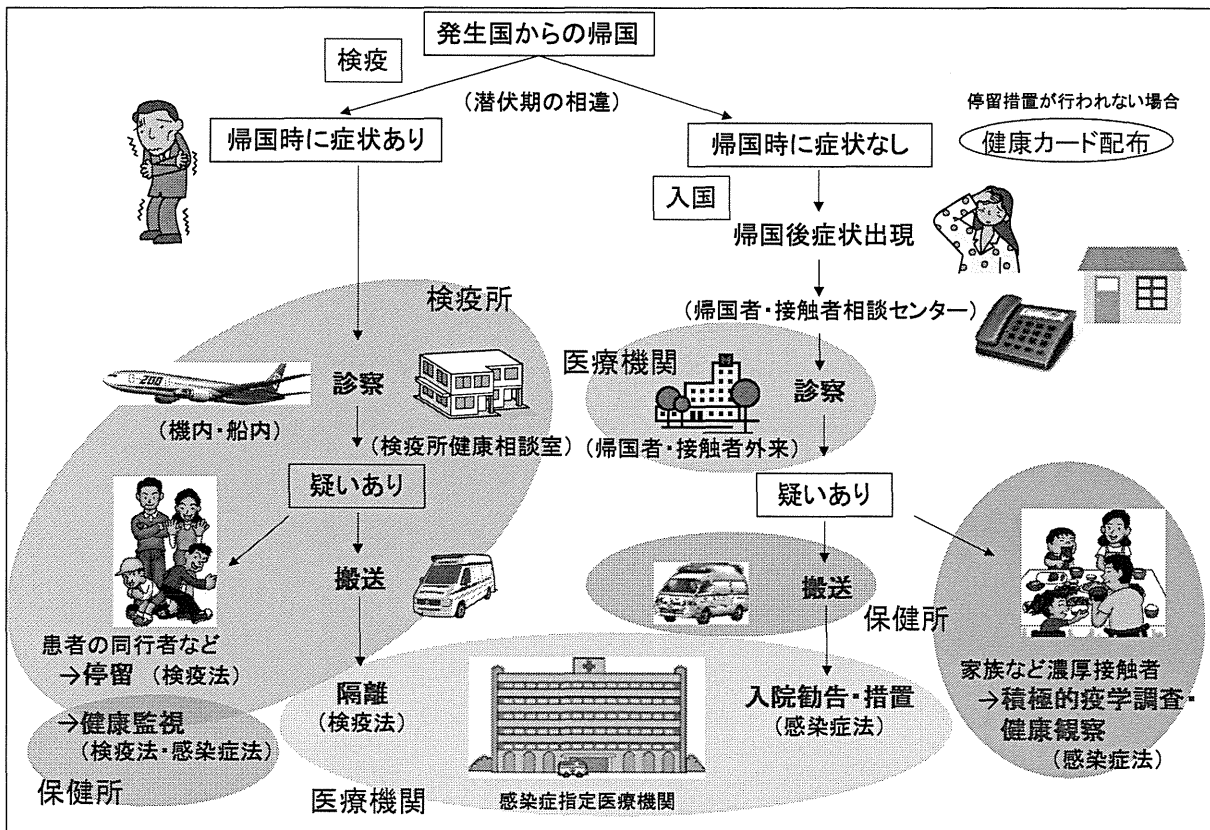 発生国からの帰国
検疫
(潜伏期の相違)
停留措置が行われない場合
健康カード配布
帰国時に症状あり
帰国時に症状なし
入国
帰国後症状出現
(帰国者・接触者相談センター)
検疫所
診察
(機内・船内)
(検疫所健康相談室)
疑いあり
搬送
患者の同行者など
→停留 (検疫法)
→健康監視
(検疫法・感染症法)
保健所
隔離
(検疫法)
医療機関
診察
(帰国者・接触者外来)
疑いあり
搬送
保健所
入院勧告・措置
(感染症法)
医療機関
感染症指定医療機関
家族など濃厚接触者
→積極的疫学調査・
健康観察
(感染症法)